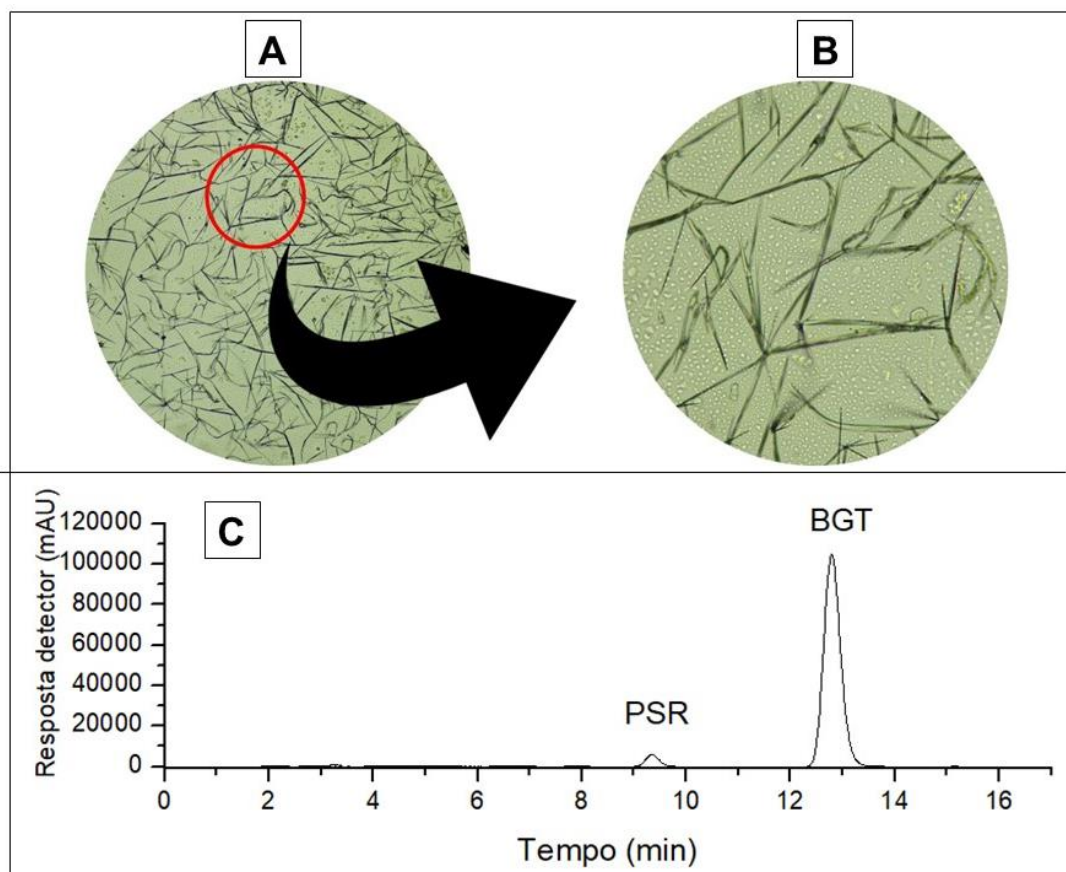 A
B
C
Resposta detector (mAU)
120000
100000
80000
60000
40000
20000
0
BGT
PSR
0 2 4 6 8 10 12 14 16
Tempo (min)